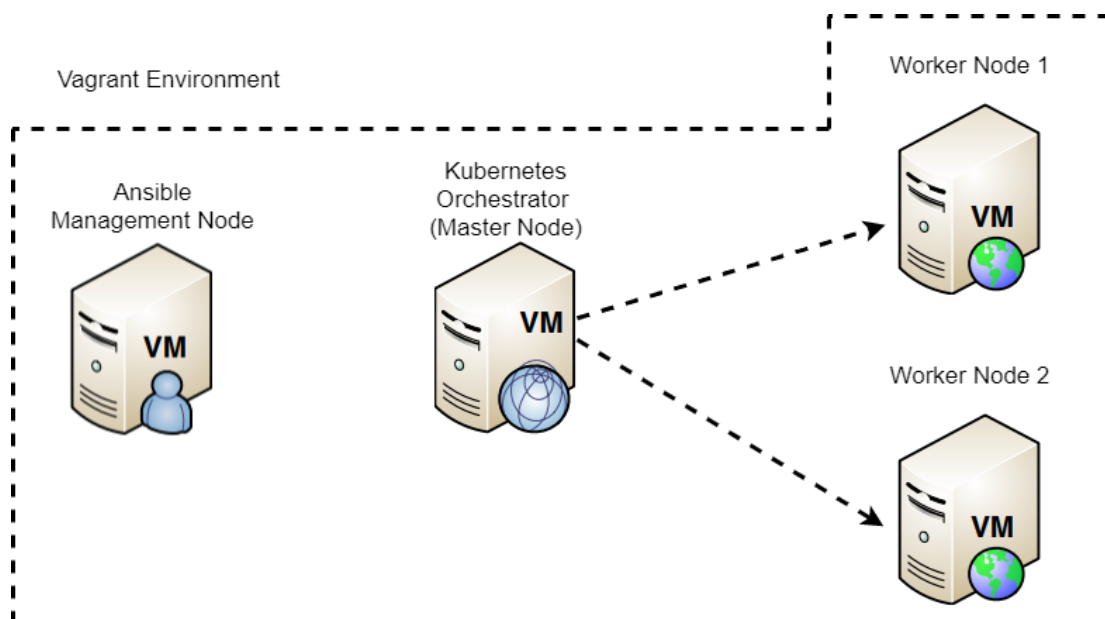 Vagrant Environment
Ansible
Management Node
VM
Kubernetes
Orchestrator
(Master Node)
VM
Worker Node 1
VM
Worker Node 2
VM